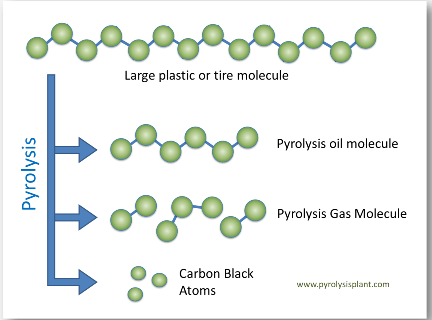 Large plastic or tire molecule
Pyrolysis
Pyrolysis oil molecule
Pyrolysis Gas Molecule
Carbon Black
Atoms
www.pyrolysisplant.com